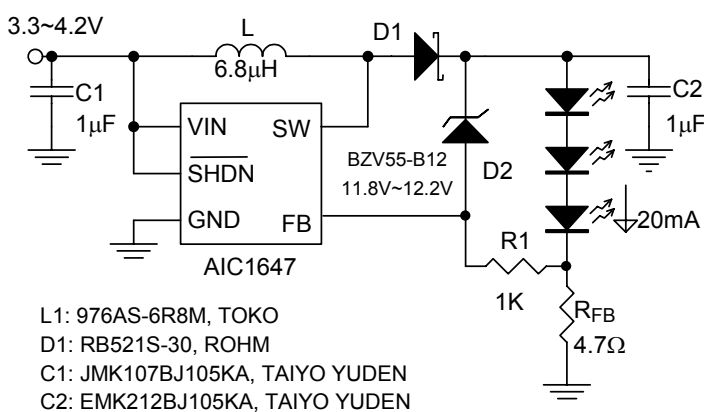 3.3~4.2V
L
D1
6.8μH
C1
1μF
C2
1μF
VIN
SW
SHDN
GND
FB
AIC1647
BZV55-B12
11.8V~12.2V
D2
20mA
R1
1K
RFB
4.7Ω
L1: 976AS-6R8M, TOKO
D1: RB521S-30, ROHM
C1: JMK107BJ105KA, TAIYO YUDEN
C2: EMK212BJ105KA, TAIYO YUDEN